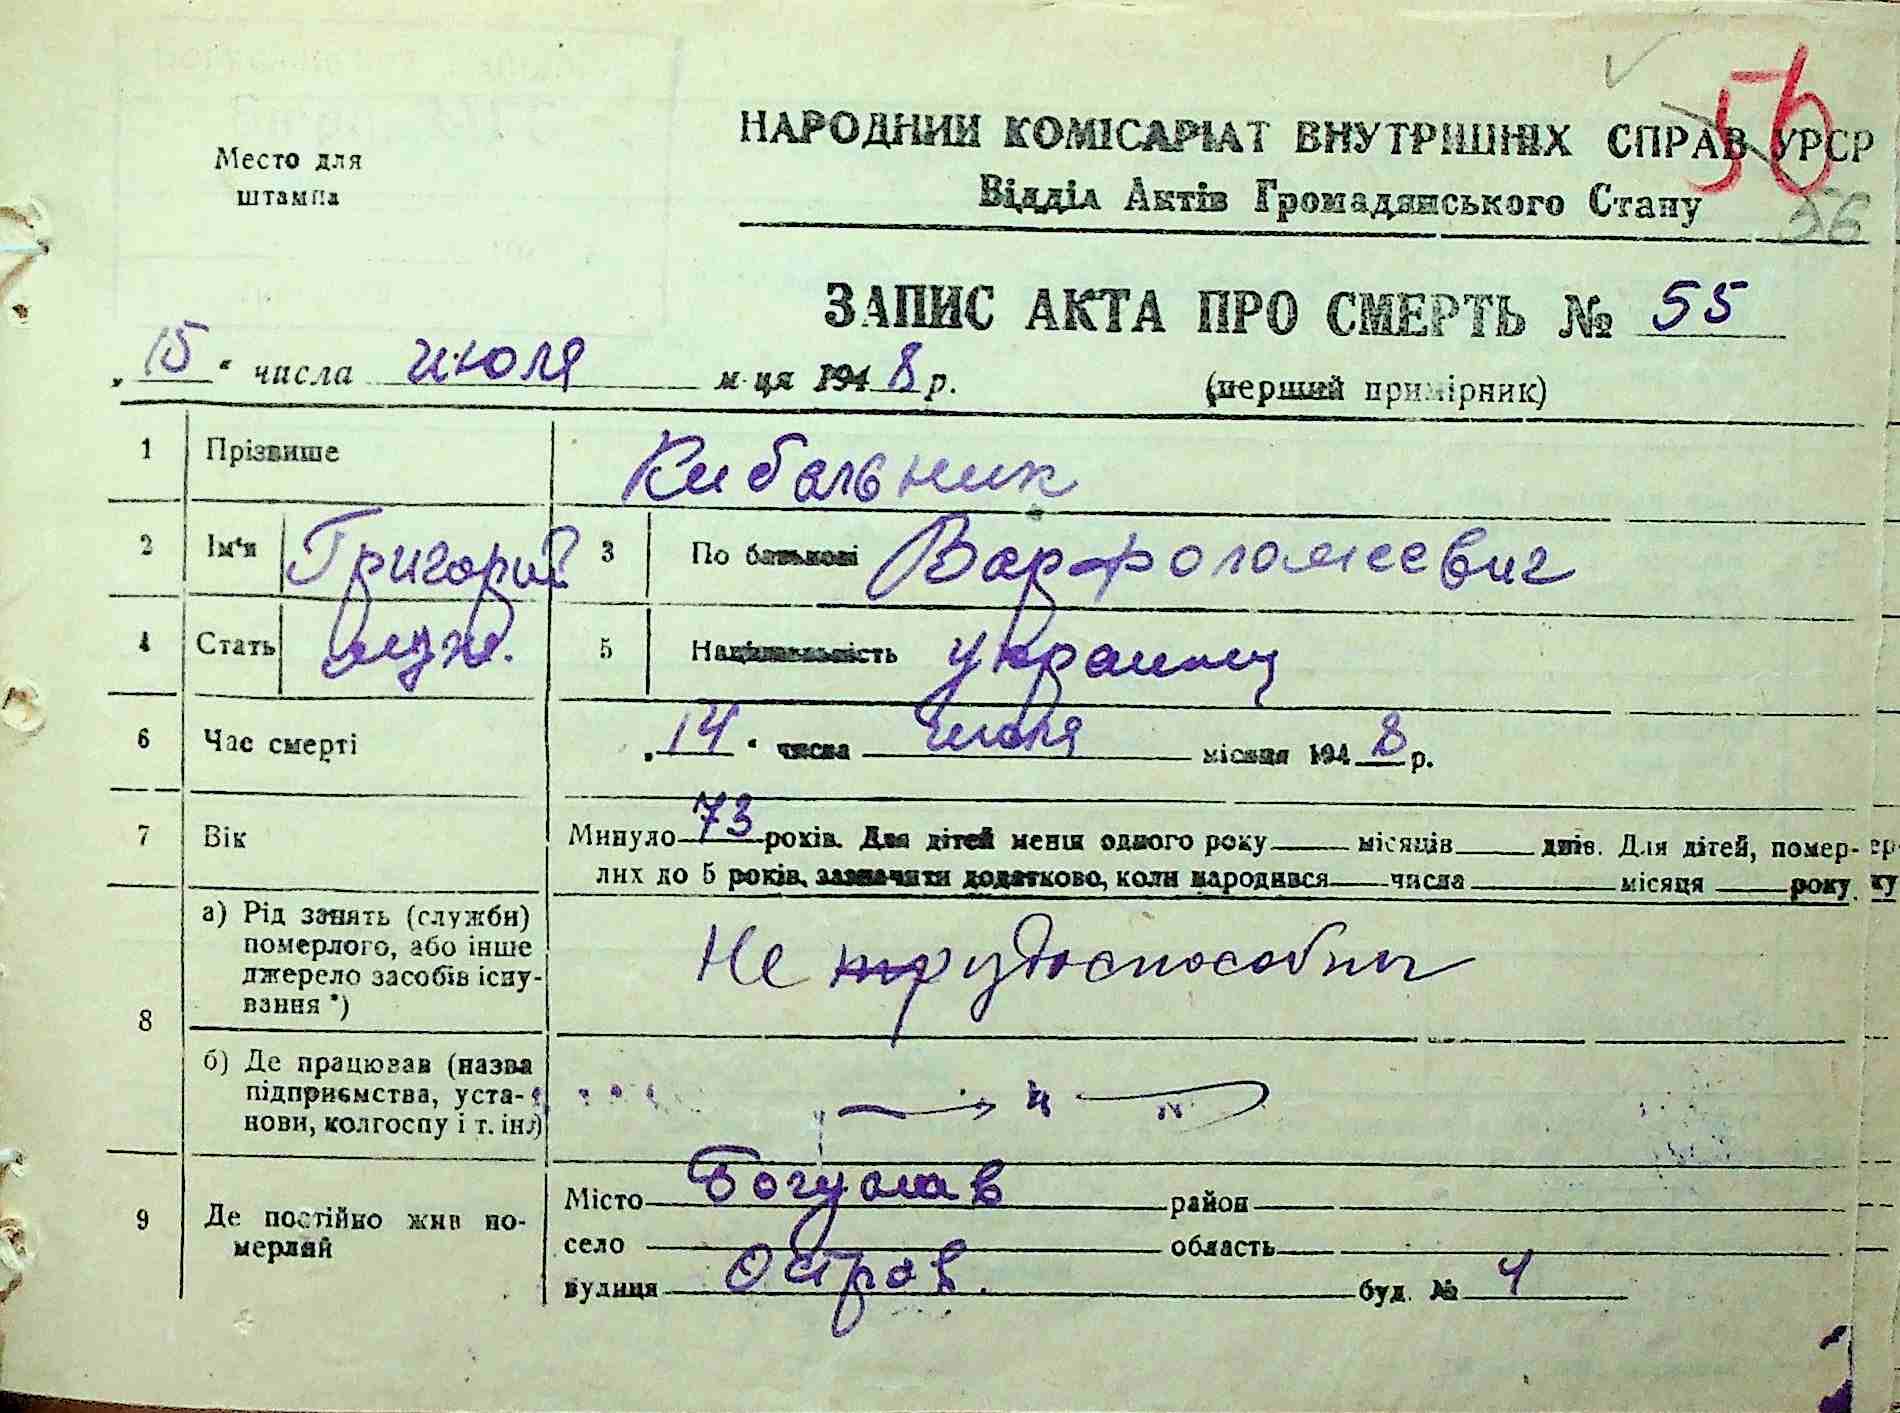 56
НАРОДНИЙ КОМІСАРІАТ ВНУТРІШНІХ СПРАВ УРСР
Место для
штампа
Відділ Актів Громадянського Стану
56
ЗАПИС АКТА ПРО СМЕРТЬ № 55
„ 15 “ числа июля м-ця 1948 р. (перший примірник)
1 Прізвише Кибальник
2 Ім'я Григорий 3 По батькові Варфоломеевич
4 Стать муж. 5 Національність украинец
6 Час смерті „ 14 “ числа июля місяця 1948 р.
7 Вік Минуло 73 років. Для дітей менш одного року місяців днів. Для дітей, помер-
лих до 5 років, зазначити додатково, коли народився числа місяця року
8 а) Рід занять (служби) померлого, або інше джерело засобів існу-вання *) Не трудоспособный
б) Де працював (назва підприємства, уста-нови, колгоспу і т. ін.)
9 Де постійно жив по-мерлий Місто Богуслав район
село область
вулиця Остров. буд. № 4